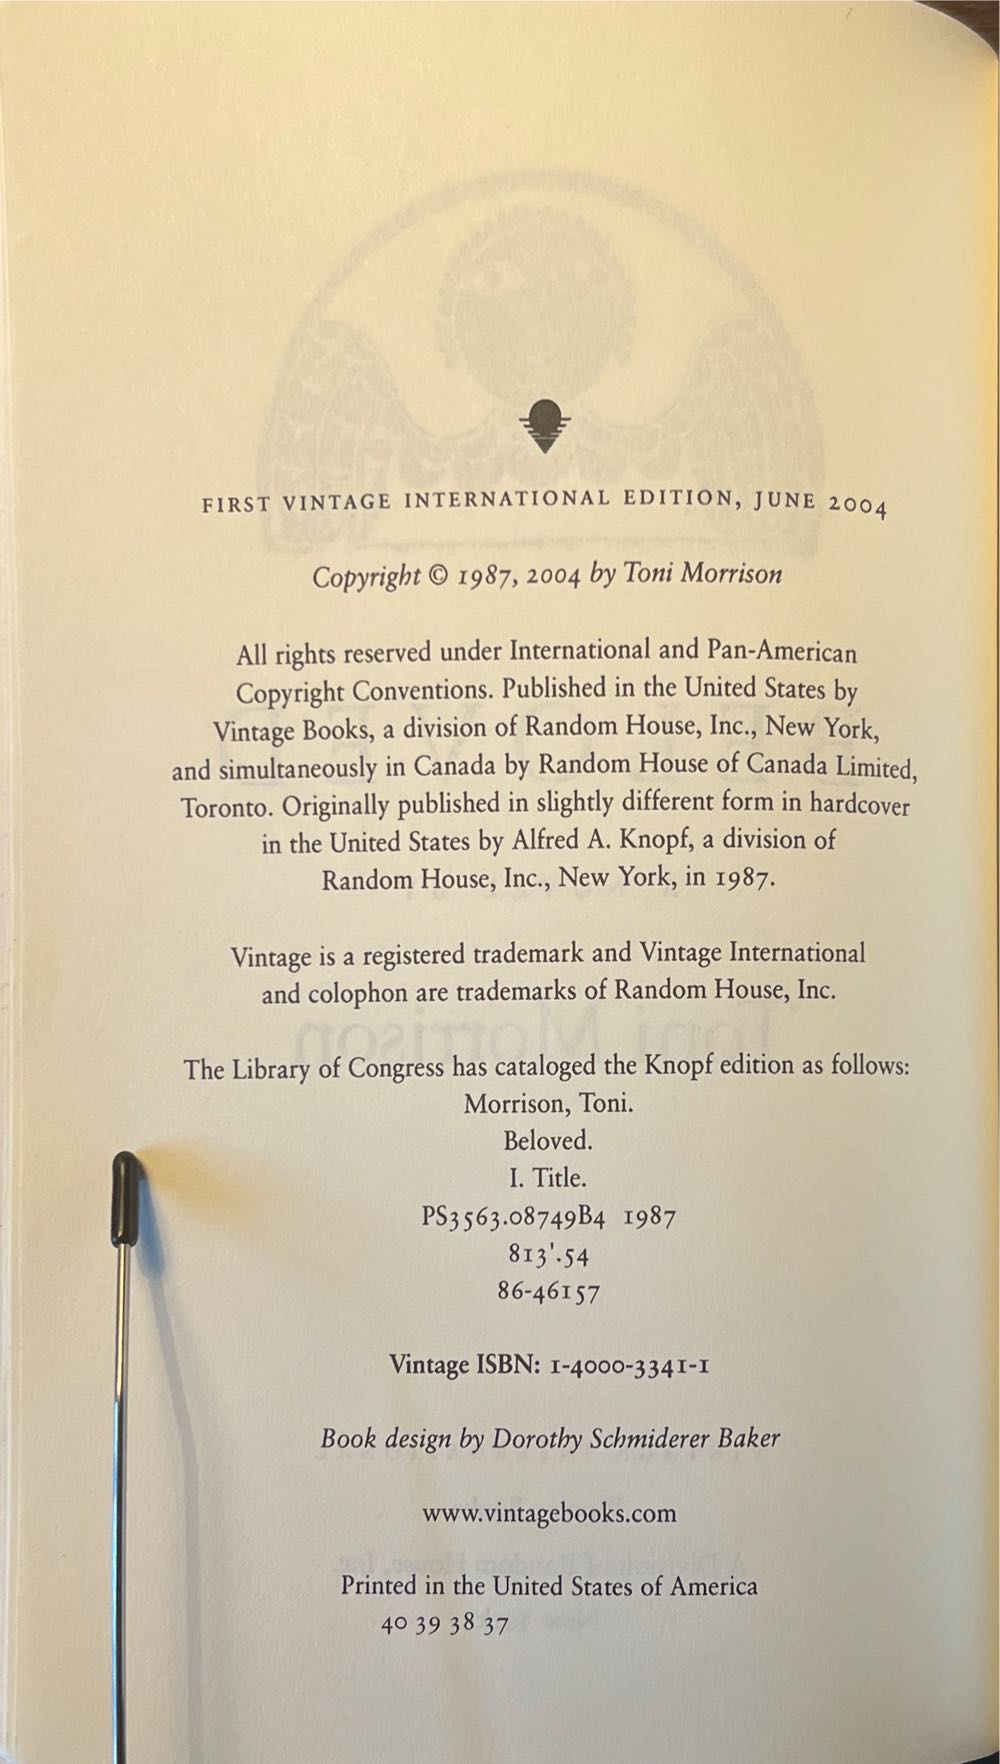 FIRST VINTAGE INTERNATIONAL EDITION, JUNE 2004
Copyright © 1987, 2004 by Toni Morrison
All rights reserved under International and Pan-American
Copyright Conventions. Published in the United States by
Vintage Books, a division of Random House, Inc., New York,
and simultaneously in Canada by Random House of Canada Limited,
Toronto. Originally published in slightly different form in hardcover
in the United States by Alfred A. Knopf, a division of
Random House, Inc., New York, in 1987.
Vintage is a registered trademark and Vintage International
and colophon are trademarks of Random House, Inc.
The Library of Congress has cataloged the Knopf edition as follows:
Morrison, Toni.
Beloved.
I. Title.
PS3563.08749B4 1987
813'.54
86-46157
Vintage ISBN: 1-4000-3341-1
Book design by Dorothy Schmiderer Baker
www.vintagebooks.com
Printed in the United States of America
40 39 38 37